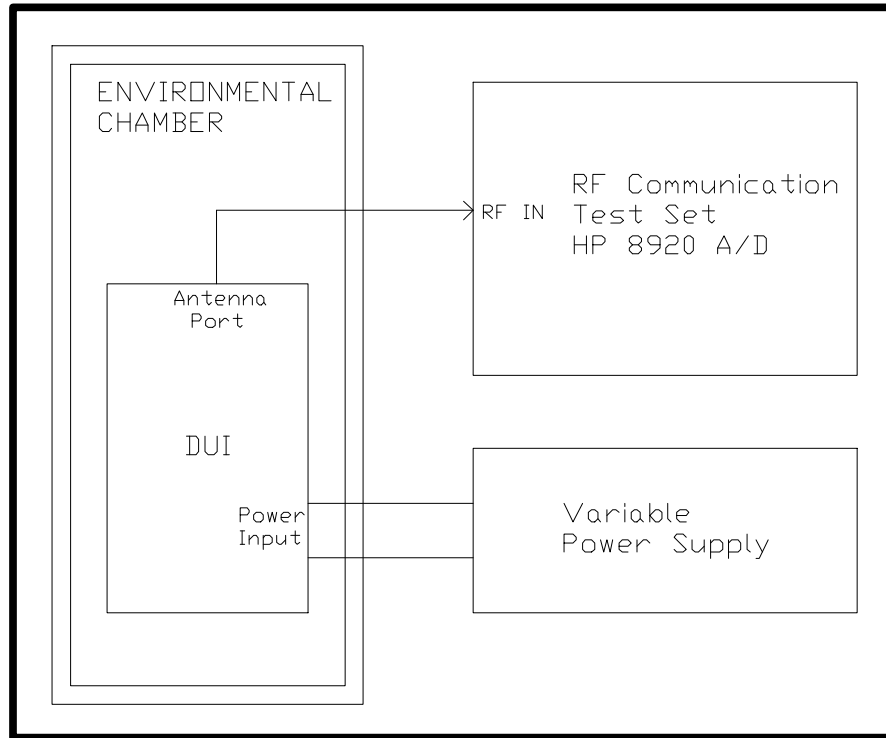 ENVIRONMENTAL
CHAMBER
RF IN
RF Communication
Test Set
HP 8920 A/D
Antenna
Port
DUI
Power
Input
Variable
Power Supply